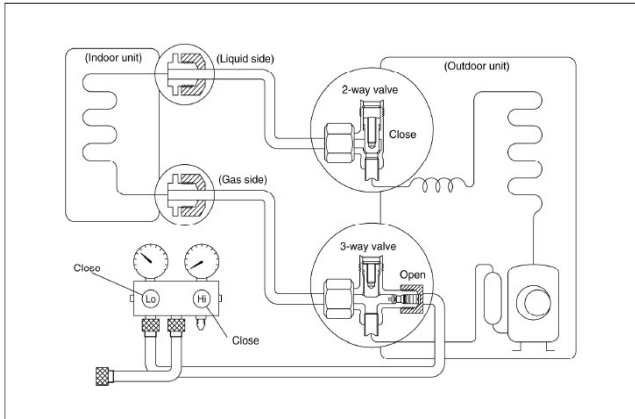 (Indoor unit)
(Liquid side)
(Outdoor unit)
2-way valve
Close
(Gas side)
3-way valve
Open
Close
Lo
Hi
Close